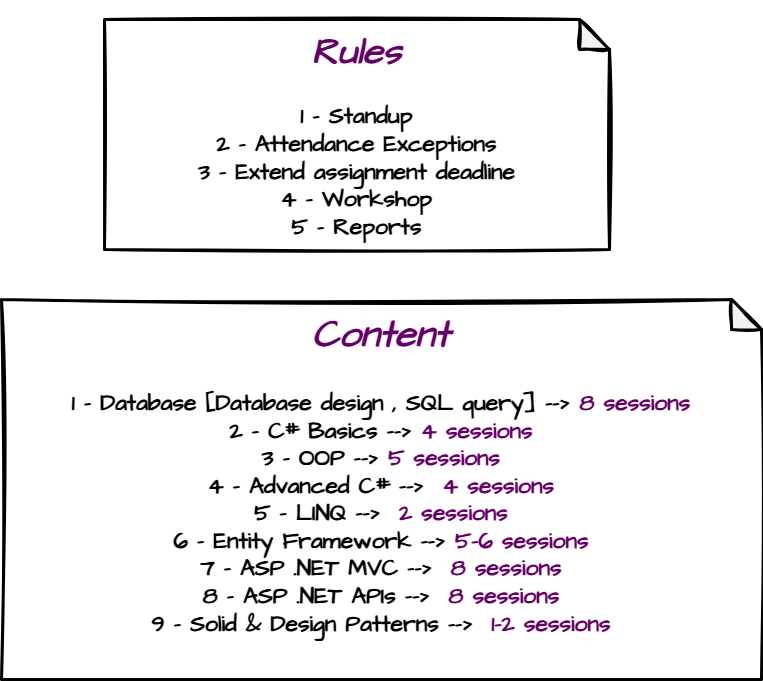 Rules
1 - Standup
2 - Attendance Exceptions
3 - Extend assignment deadline
4 - Workshop
5 - Reports
Content
1 - Database [Database design , SQL query] --> 8 sessions
2 - C# Basics --> 4 sessions
3 - OOP --> 5 sessions
4 - Advanced C# --> 4 sessions
5 - LINQ --> 2 sessions
6 - Entity Framework --> 5-6 sessions
7 - ASP .NET MVC --> 8 sessions
8 - ASP .NET APIs --> 8 sessions
9 - Solid & Design Patterns --> 1-2 sessions